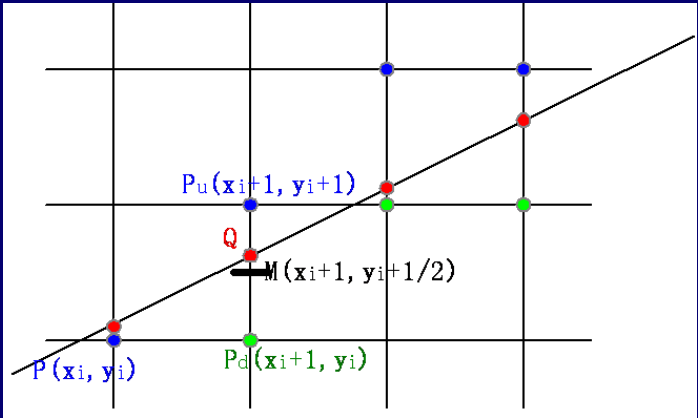 Pu(xi+1, yi+1)
Q
M(xi+1, yi+1/2)
Pd(xi+1, yi)
P(xi, yi)